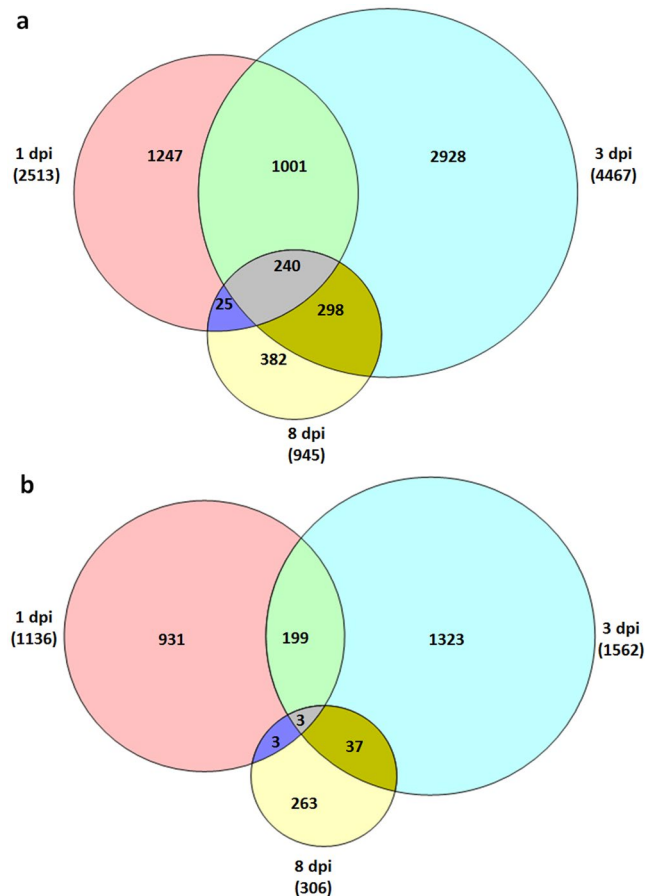 a
1247
1001
2928
1 dpi
(2513)
3 dpi
(4467)
240
25
298
382
8 dpi
(945)
b
1 dpi
(1136)
931
199
1323
3 dpi
(1562)
3
3
37
263
8 dpi
(306)